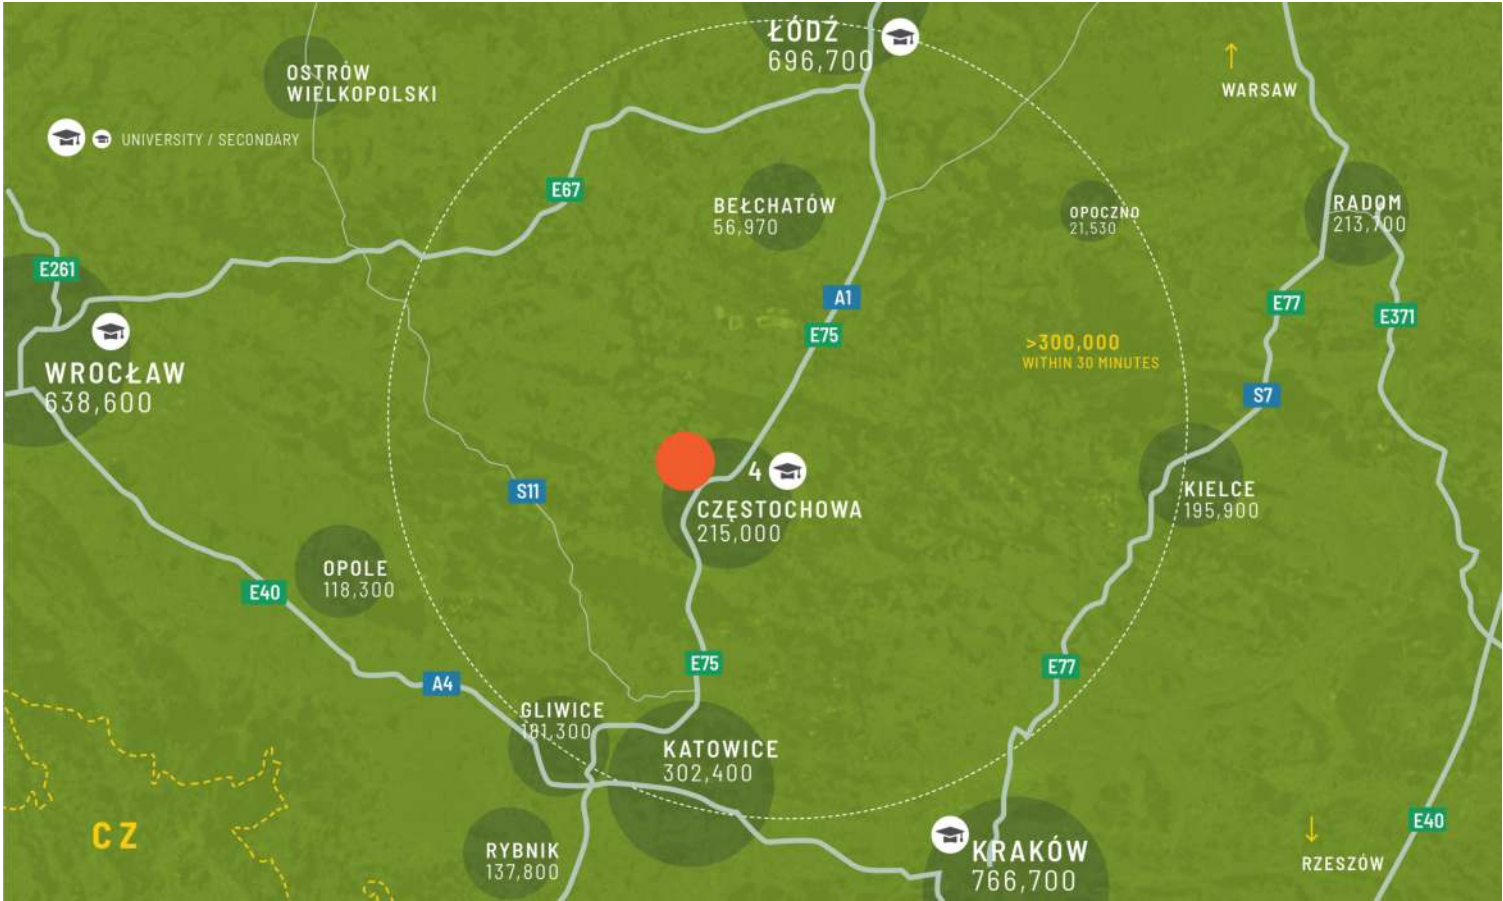 ŁÓDŹ
696,700
OSTRÓW
WIELKOPOLSKI
WARSAW
UNIVERSITY / SECONDARY
E67
BEŁCHATÓW
56,970
OPOCZNO
21,530
RADOM
213,700
E261
A1
E77
E371
E75
>300,000
WITHIN 30 MINUTES
WROCŁAW
638,600
S7
4
S11
CZĘSTOCHOWA
215,000
KIELCE
195,900
OPOLE
118,300
E40
E75
E77
A4
GLIWICE
181,300
KATOWICE
302,400
CZ
E40
RYBNIK
137,800
KRAKÓW
766,700
RZESZÓW